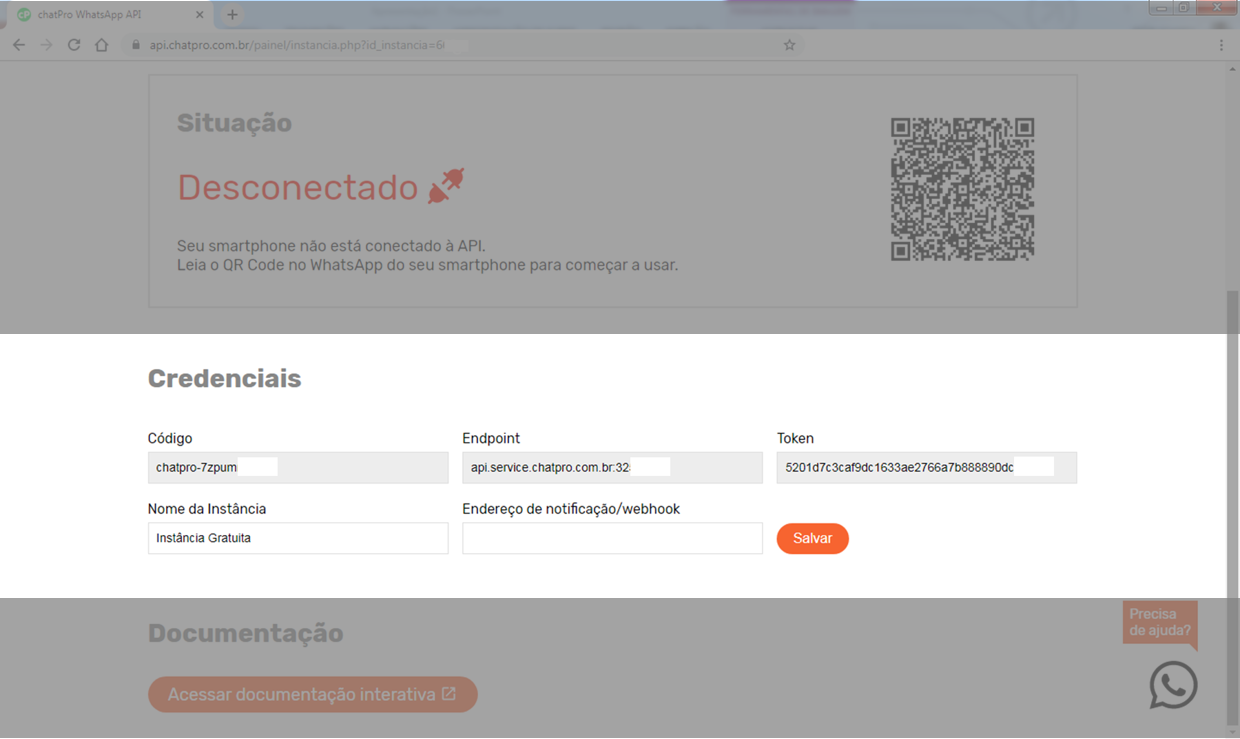 chatPro WhatsApp API
api.chatpro.com.br/painel/instancia.php?id_instancia=6
Situação
Desconectado
Seu smartphone não está conectado à API.
Leia o QR Code no WhatsApp do seu smartphone para começar a usar.
Credenciais
Código
Endpoint
Token
chatpro-7zpum
api.service.chatpro.com.br:32
5201d7c3caf9dc1633ae2766a7b888890dc
Nome da Instância
Endereço de notificação/webhook
Instância Gratuita
Salvar
Precisa
de ajuda?
Documentação
Acessar documentação interativa